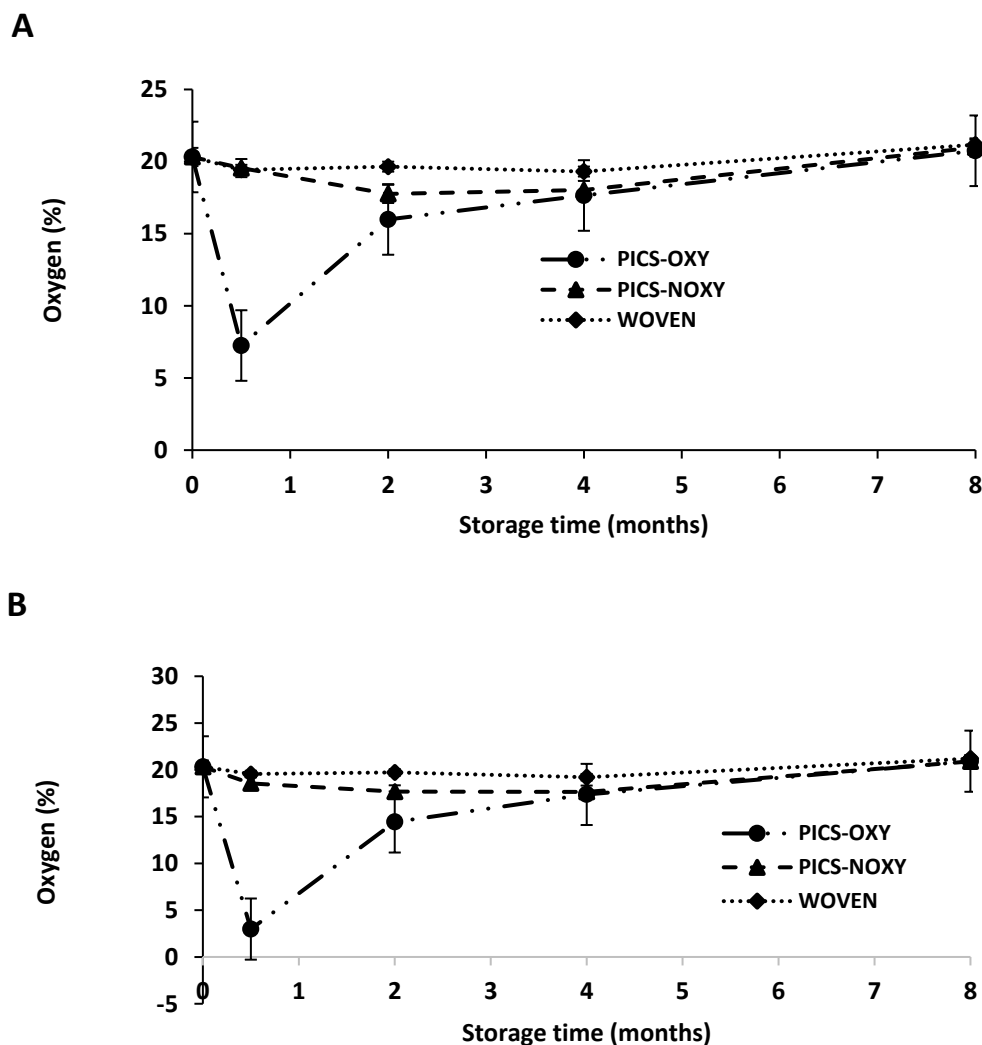 A
25
20
15
10
5
0
Oxygen (%)
PICS-OXY
PICS-NOXY
WOVEN
0 1 2 3 4 5 6 7 8
Storage time (months)
B
30
25
20
15
10
5
0
-5
Oxygen (%)
PICS-OXY
PICS-NOXY
WOVEN
0 1 2 3 4 5 6 7 8
Storage time (months)